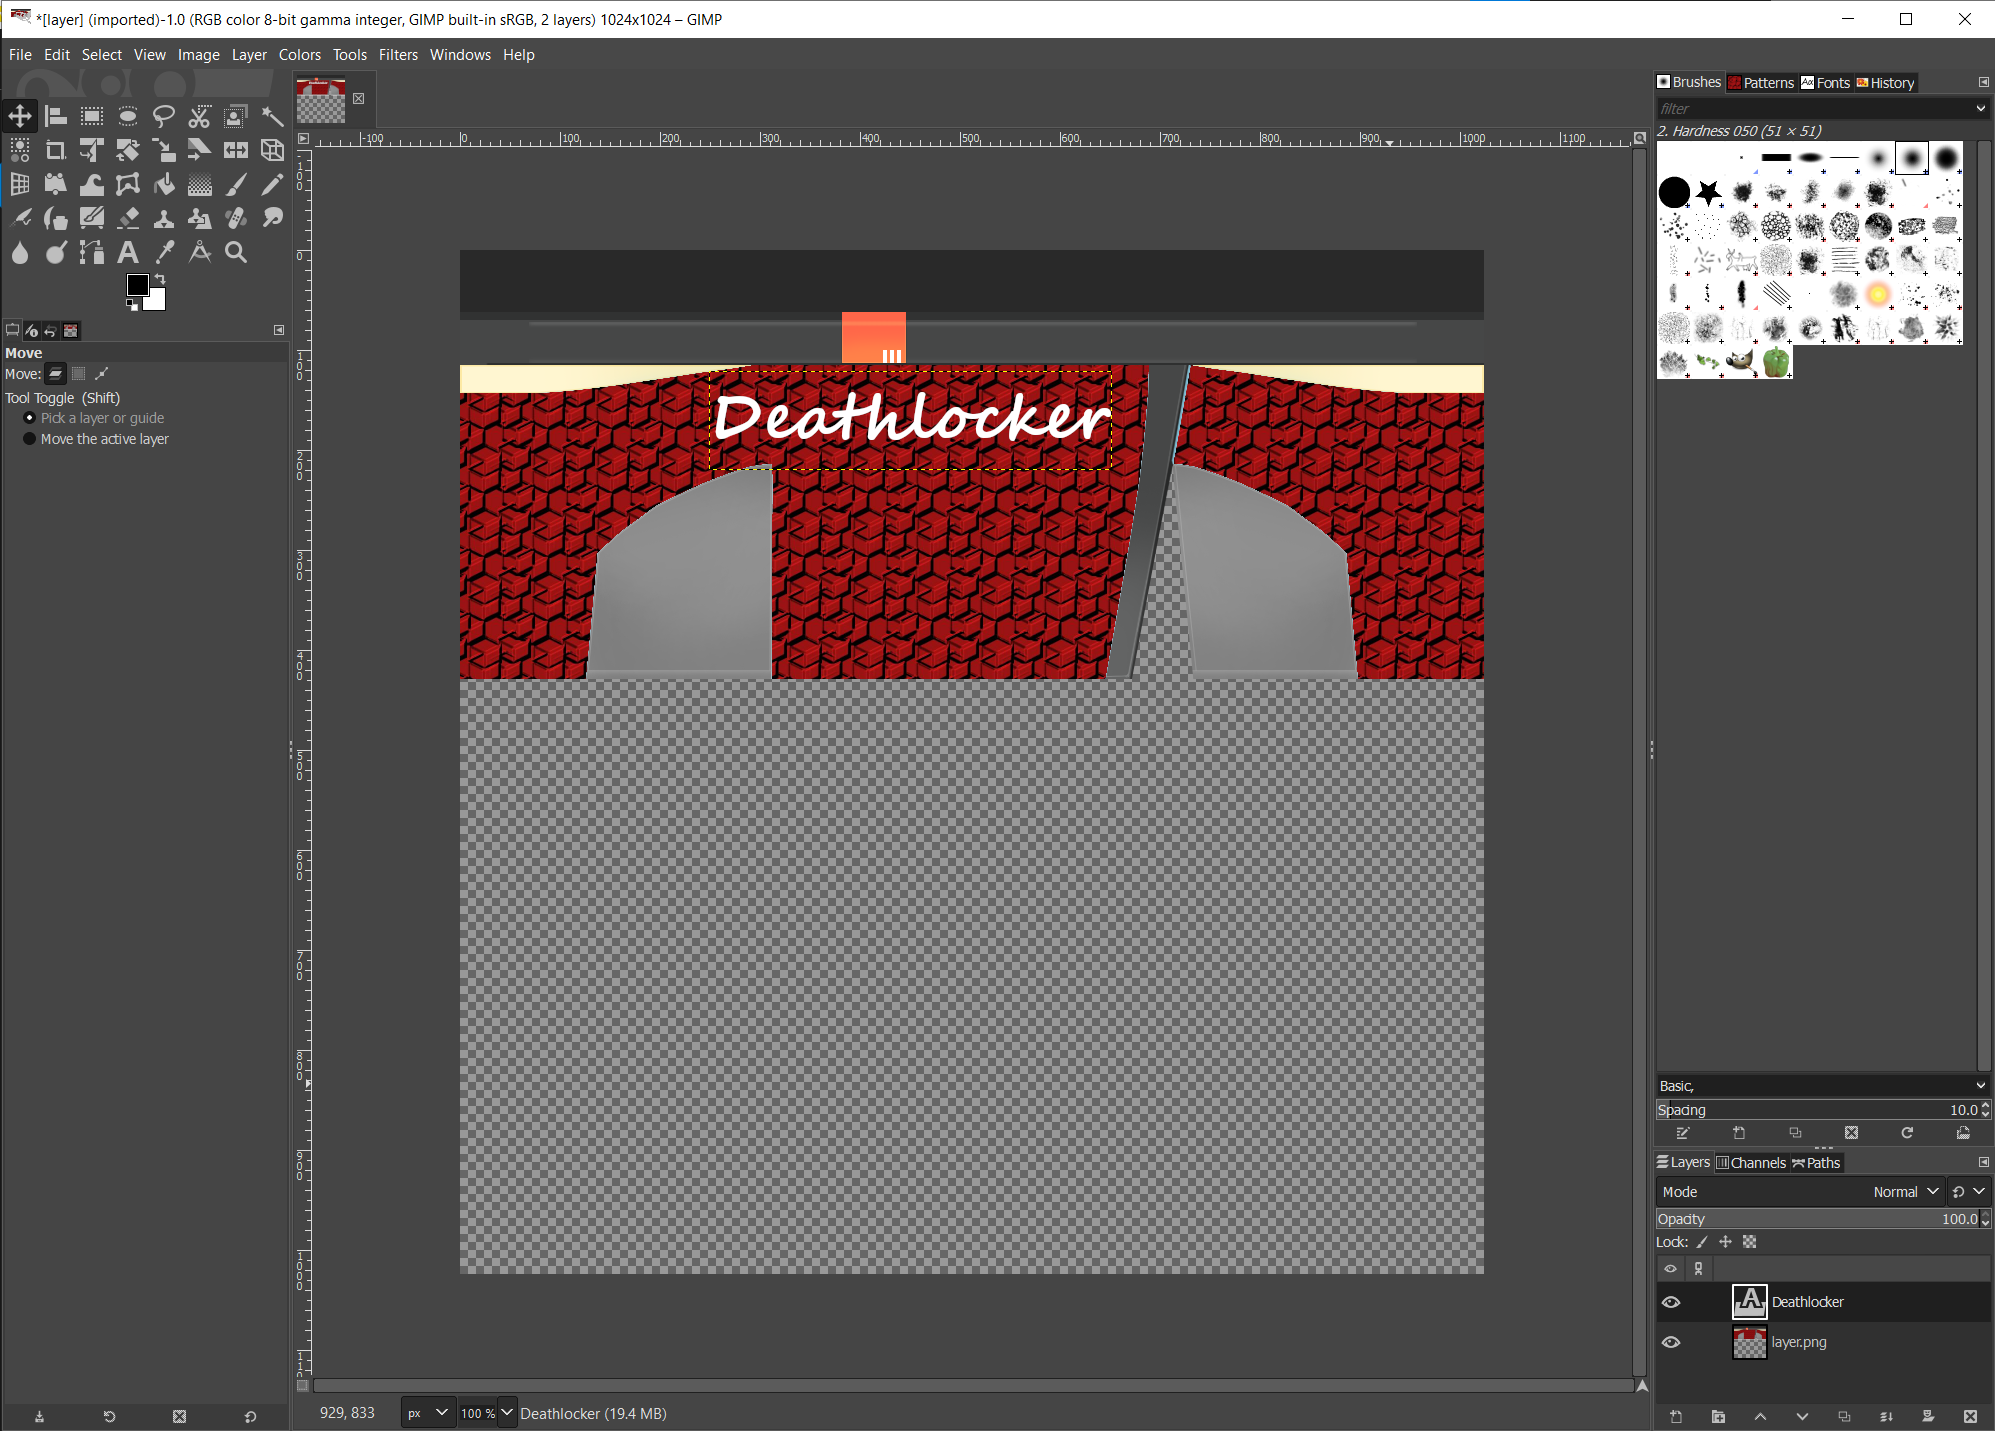 *[layer] (imported)-1.0 (RGB color 8-bit gamma integer, GIMP built-in sRGB, 2 layers) 1024x1024 – GIMP
File Edit Select View Image Layer Colors Tools Filters Windows Help
Brushes Patterns Fonts History
filter
2. Hardness 050 (51 × 51)
-100 0 100 200 300 400 500 600 700 800 900 1000 1100
Move
Move:
Tool Toggle (Shift)
Pick a layer or guide
Move the active layer
Deathlocker
Basic,
Spacing 10.0
Layers Channels Paths
Mode Normal
Opacity 100.0
Lock:
Deathlocker
layer.png
929, 833 px 100 % Deathlocker (19.4 MB)